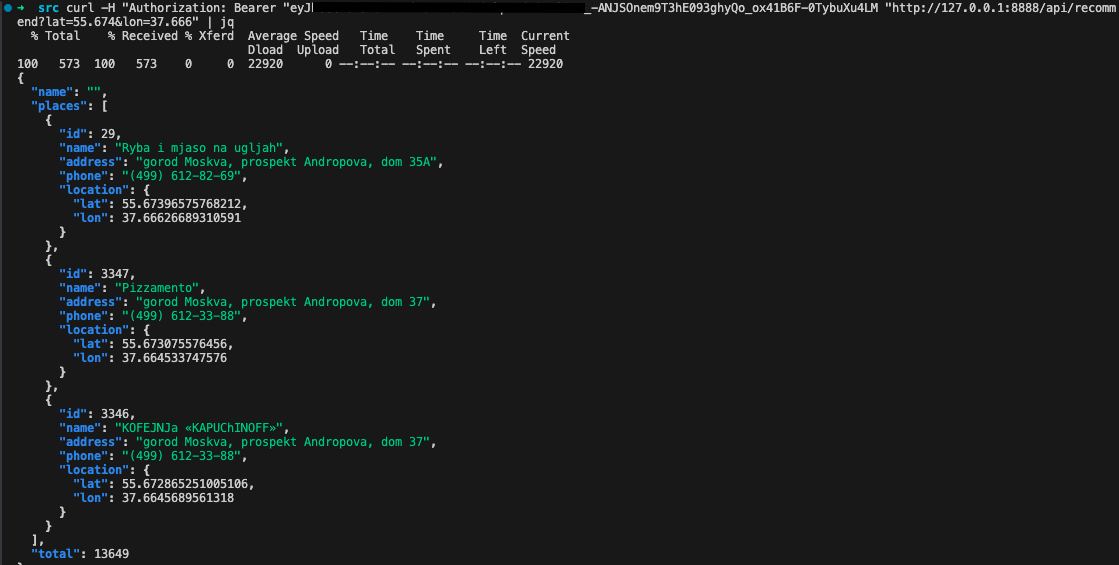 ➜ src curl -H "Authorization: Bearer "eyJ _-ANJSOnem9T3hE093ghyQo_ox41B6F-0TybuXu4LM "http://127.0.0.1:8888/api/recomm
end?lat=55.674&lon=37.666" | jq
% Total % Received % Xferd Average Speed Time Time Time Current
Dload Upload Total Spent Left Speed
100 573 100 573 0 0 22920 0 --:--:-- --:--:-- --:--:-- 22920
{
"name": "",
"places": [
{
"id": 29,
"name": "Ryba i mjaso na ugljah",
"address": "gorod Moskva, prospekt Andropova, dom 35A",
"phone": "(499) 612-82-69",
"location": {
"lat": 55.67396575768212,
"lon": 37.66626689310591
}
},
{
"id": 3347,
"name": "Pizzamento",
"address": "gorod Moskva, prospekt Andropova, dom 37",
"phone": "(499) 612-33-88",
"location": {
"lat": 55.673075576456,
"lon": 37.664533747576
}
},
{
"id": 3346,
"name": "KOFEJNJa «KAPUChINOFF»",
"address": "gorod Moskva, prospekt Andropova, dom 37",
"phone": "(499) 612-33-88",
"location": {
"lat": 55.672865251005106,
"lon": 37.6645689561318
}
}
],
"total": 13649